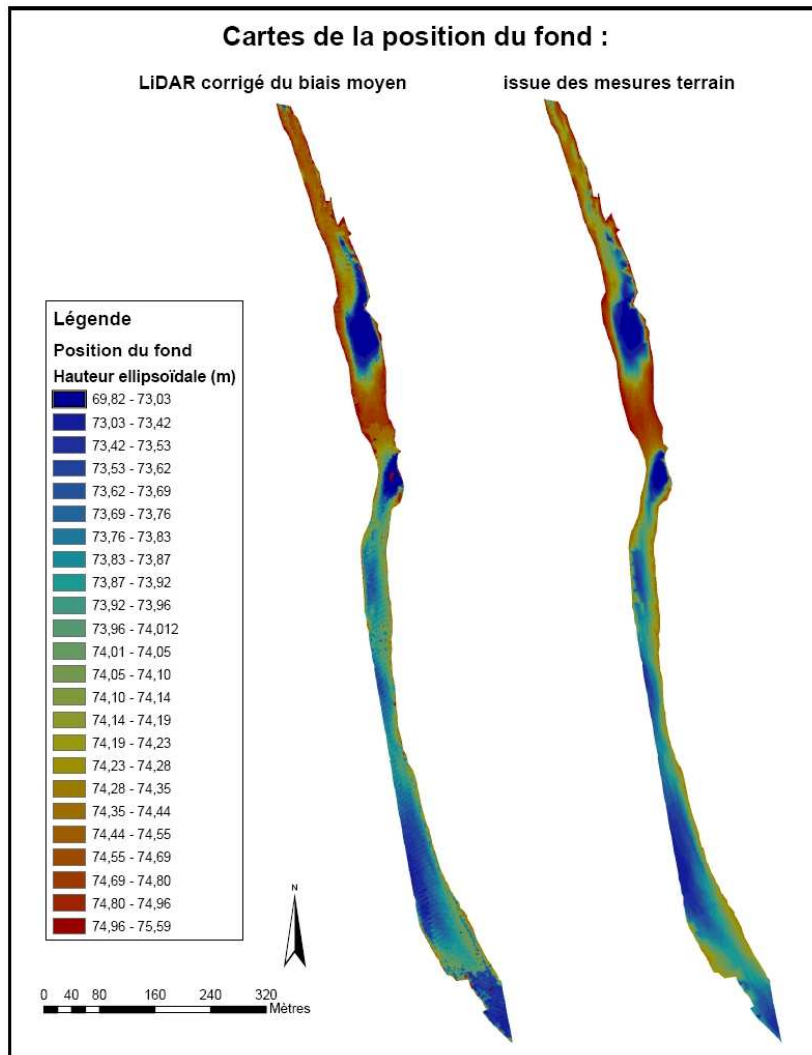 Cartes de la position du fond :
LiDAR corrigé du biais moyen
issue des mesures terrain
Légende
Position du fond
Hauteur ellipsoïdale (m)
69,82 - 73,03
73,03 - 73,42
73,42 - 73,53
73,53 - 73,62
73,62 - 73,69
73,69 - 73,76
73,76 - 73,83
73,83 - 73,87
73,87 - 73,92
73,92 - 73,96
73,96 - 74,012
74,01 - 74,05
74,05 - 74,10
74,10 - 74,14
74,14 - 74,19
74,19 - 74,23
74,23 - 74,28
74,28 - 74,35
74,35 - 74,44
74,44 - 74,55
74,55 - 74,69
74,69 - 74,80
74,80 - 74,96
74,96 - 75,59
N
0 40 80 160 240 320
Mètres